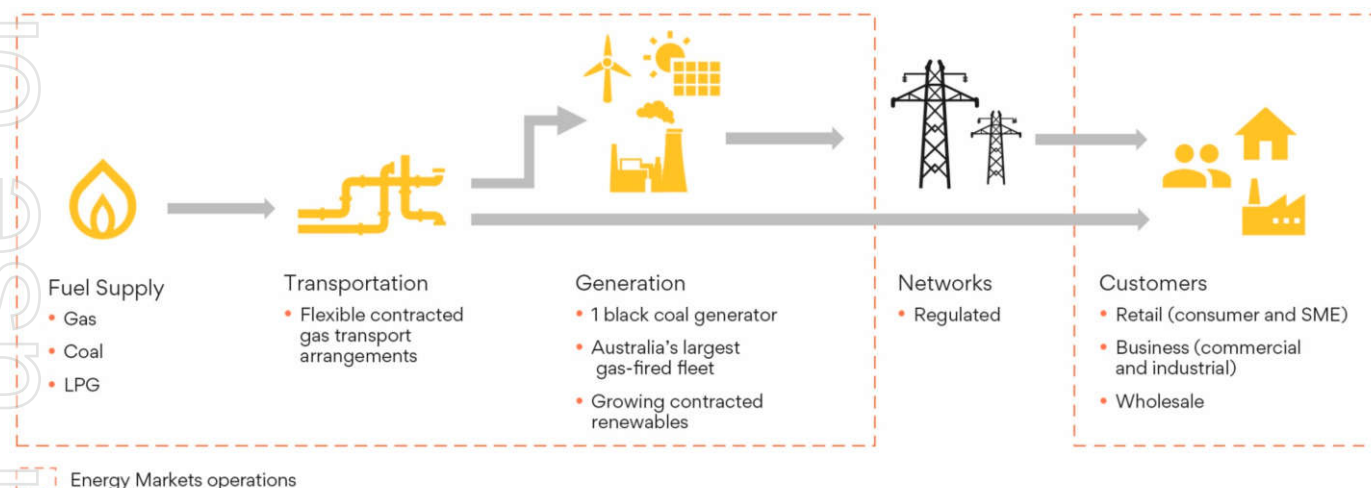 Fuel Supply
• Gas
• Coal
• LPG
Transportation
• Flexible contracted
gas transport
arrangements
Generation
• 1 black coal generator
• Australia's largest
gas-fired fleet
• Growing contracted
renewables
Networks
• Regulated
Customers
• Retail (consumer and SME)
• Business (commercial
and industrial)
• Wholesale
Energy Markets operations